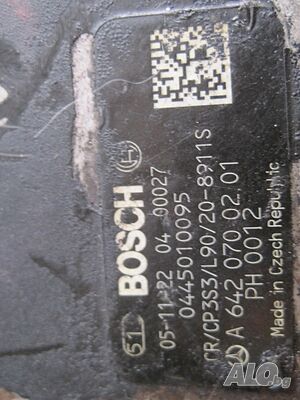 61 BOSCH
05-11-22 04 00027
0445010095
CR/CP3S3/L90/20-8911S
A 642 070 02 01
PH 0012
Made in Czech Republic
ALO.bg